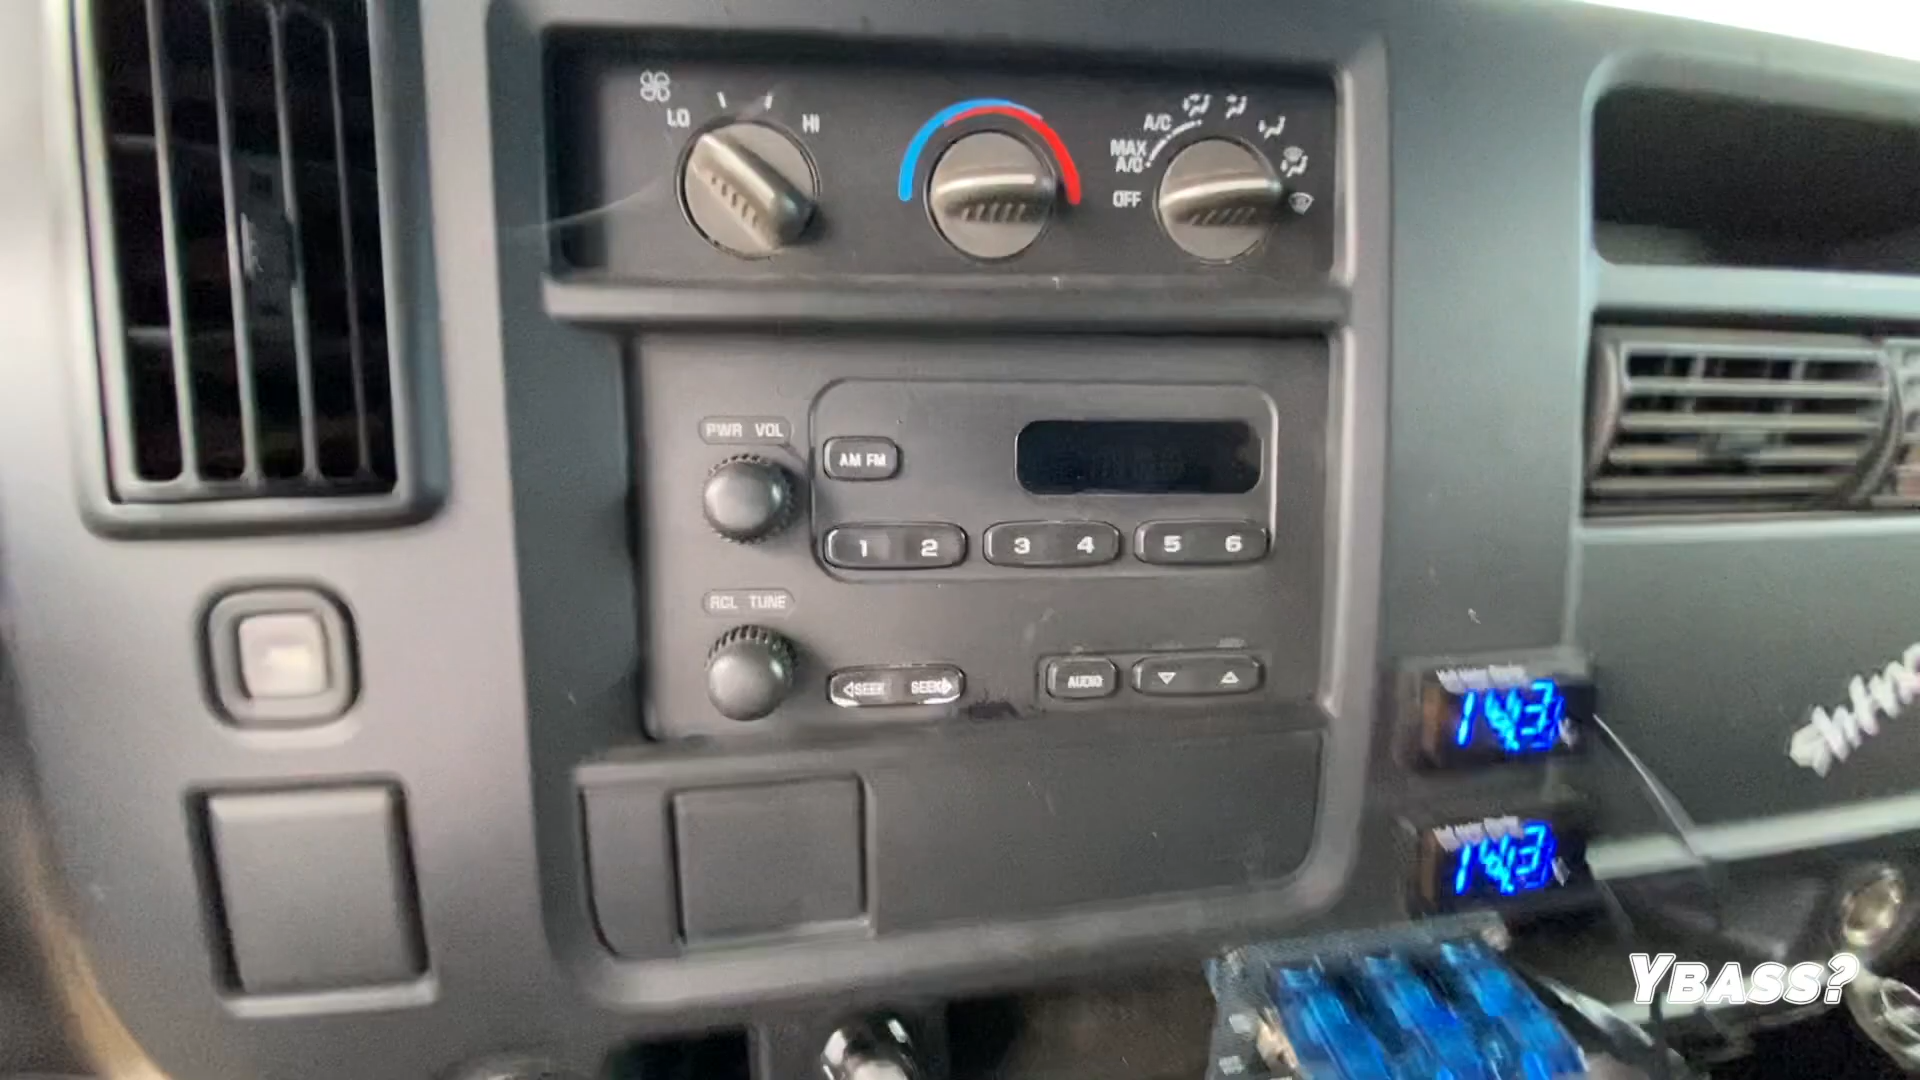 LO HI
A/C
MAX
A/C
OFF
PWR VOL
AM FM
1 2 3 4 5 6
RCL TUNE
SEEK SEEK
AUDIO
14.3
14.3
YBASS?